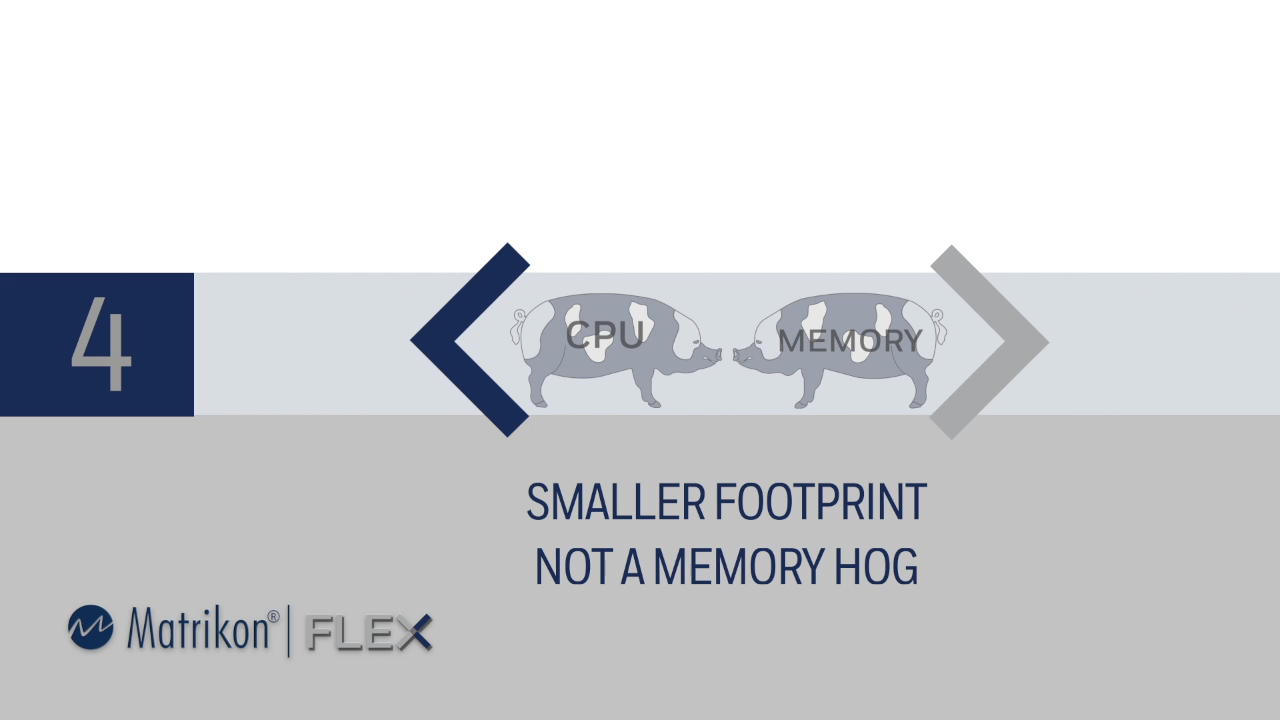 4
CPU
MEMORY
SMALLER FOOTPRINT
NOT A MEMORY HOG
Matrikon® | FLEX